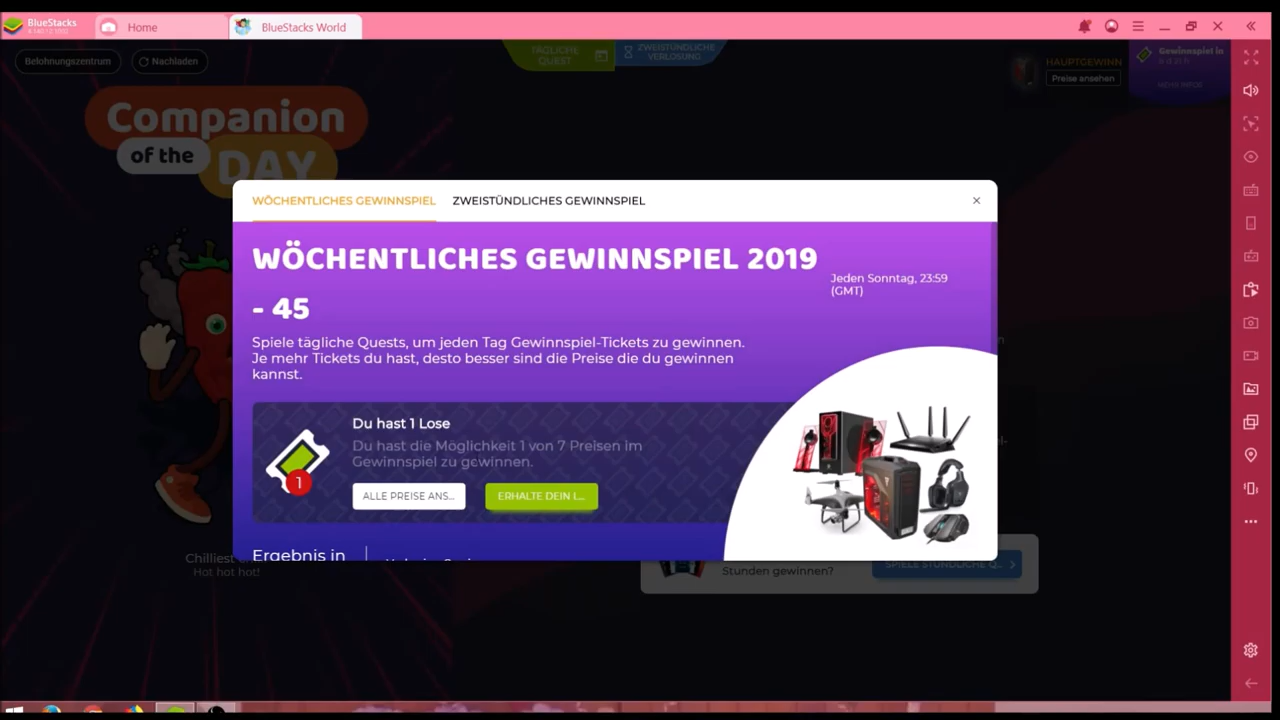 BlueStacks
Home
BlueStacks World
Belohnungszentrum
Nachladen
TÄGLICHE
QUEST
ZWEISTÜNDLICHE
VERLOSUNG
HAUPTGEWINN
Preise ansehen
Gewinnspiel in
MEHR INFOS
Companion
of the
DAY
WÖCHENTLICHES GEWINNSPIEL
ZWEISTÜNDLICHES GEWINNSPIEL
WÖCHENTLICHES GEWINNSPIEL 2019
- 45
Jeden Sonntag, 23:59
(GMT)
Spiele tägliche Quests, um jeden Tag Gewinnspiel-Tickets zu gewinnen.
Je mehr Tickets du hast, desto besser sind die Preise die du gewinnen
kannst.
Du hast 1 Lose
Du hast die Möglichkeit 1 von 7 Preisen im
Gewinnspiel zu gewinnen.
1
ALLE PREISE ANS...
ERHALTE DEIN L...
Ergebnis in
Chilliest
Hot hot hot!
Stunden gewinnen?
SPIELE STÜNDLICHE Q...